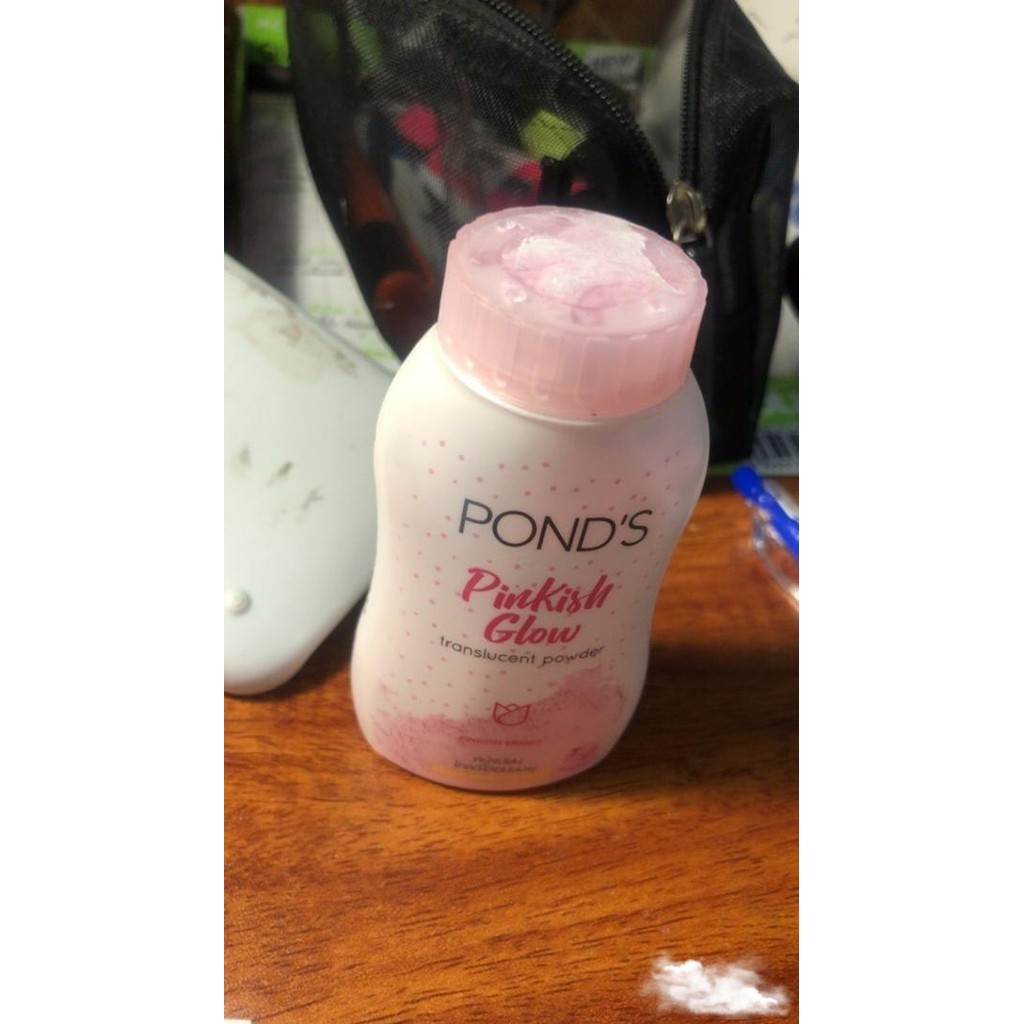 POND'S
Pinkish
Glow
translucent powder